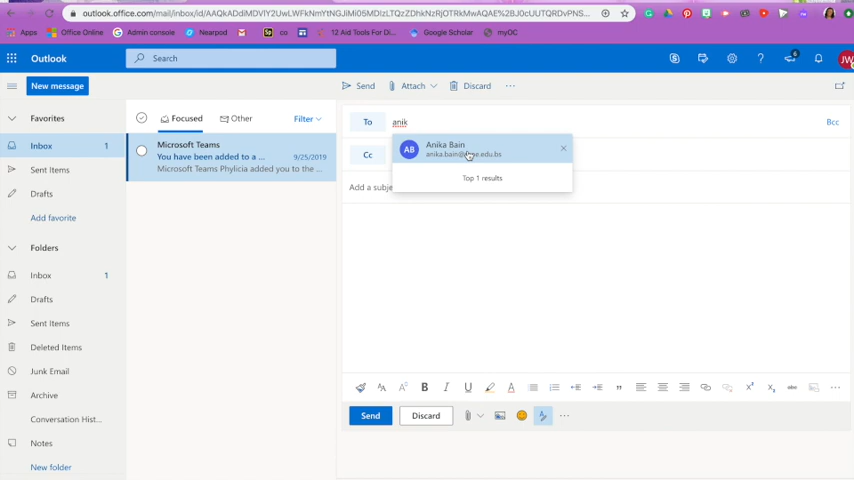 outlook.office.com/mail/inbox/id/
Apps Office Online Admin console Nearpod co 12 Aid Tools For Di... Google Scholar myOC
Outlook
Search
6
JW
New message
Send Attach Discard ...
Favorites
Focused Other Filter
To anik Bcc
Inbox 1
Microsoft Teams
You have been added to a ... 9/25/2019
Microsoft Teams Phylicia added you to the ...
AB Anika Bain
Cc
Top 1 results
Add a subje
Sent Items
Drafts
Add favorite
Folders
Inbox 1
Drafts
Sent Items
Deleted Items
Junk Email
Archive
Conversation Hist...
Notes
New folder
B I U
Send Discard